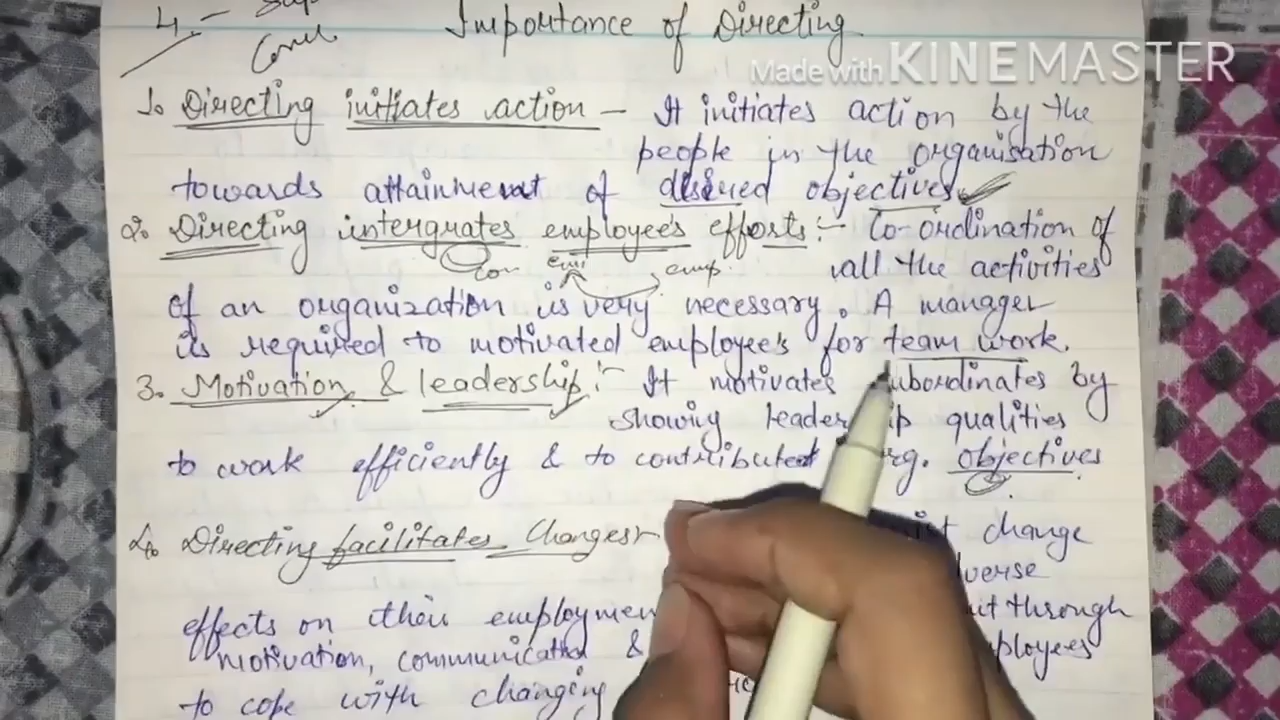 4. -
Importance of Directing
Made with KINEMASTER
1. Directing initiates action - It initiates action by the
people in the organisation
towards attainment of desired objectives
2. Directing intergrates employee's efforts :- Co-ordination of
emp.
all the activities
of an organization is very necessary. A manager
is required to motivated employee's for team work.
3. Motivation & leadership :- It motivates subordinates by
showing leadership qualities
to work efficiently & to contributed org. objectives
4. Directing facilitates changes change
effects on their through
motivation, communication &
to cope with changing